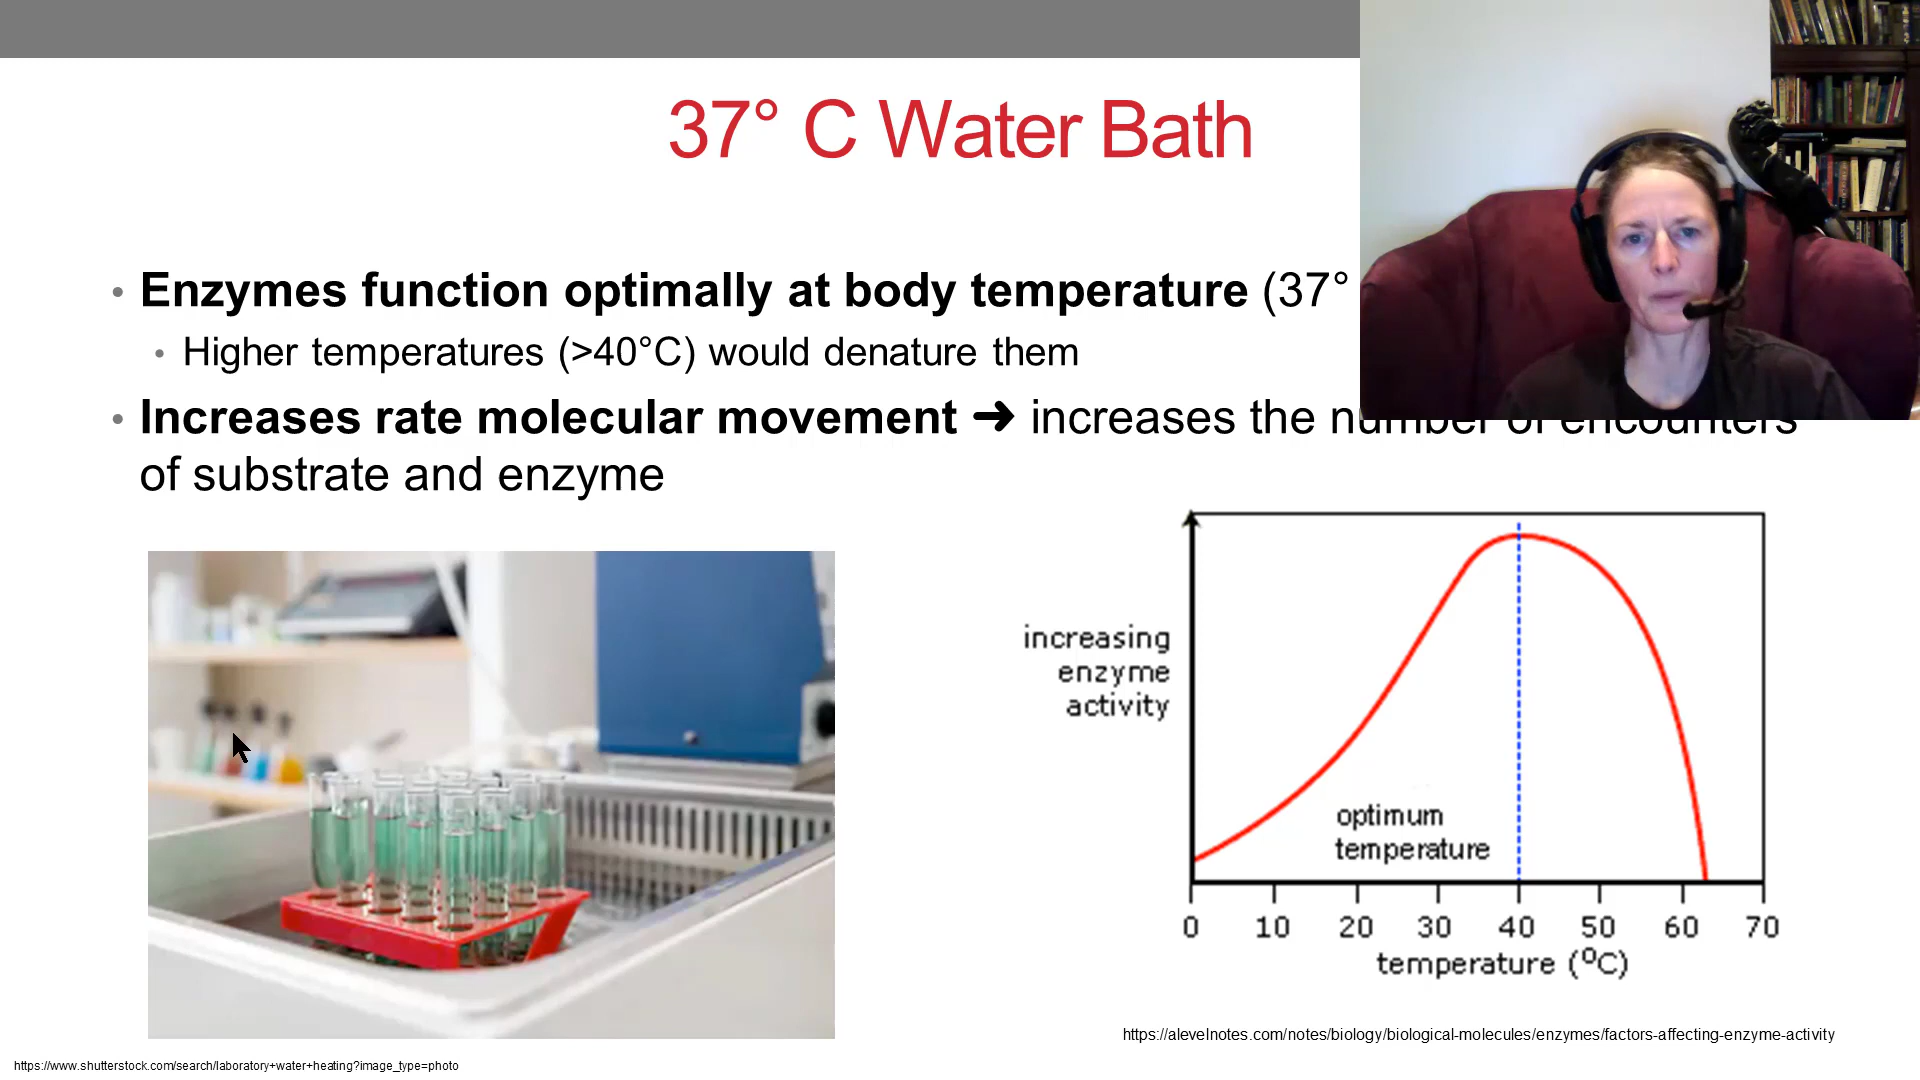 37° C Water Bath
• Enzymes function optimally at body temperature (37°
• Higher temperatures (>40°C) would denature them
• Increases rate molecular movement ➜ increases the number of encounters
of substrate and enzyme
increasing
enzyme
activity
optimum
temperature
0 10 20 30 40 50 60 70
temperature (°C)
https://alevelnotes.com/notes/biology/biological-molecules/enzymes/factors-affecting-enzyme-activity
https://www.shutterstock.com/search/laboratory+water+heating?image_type=photo